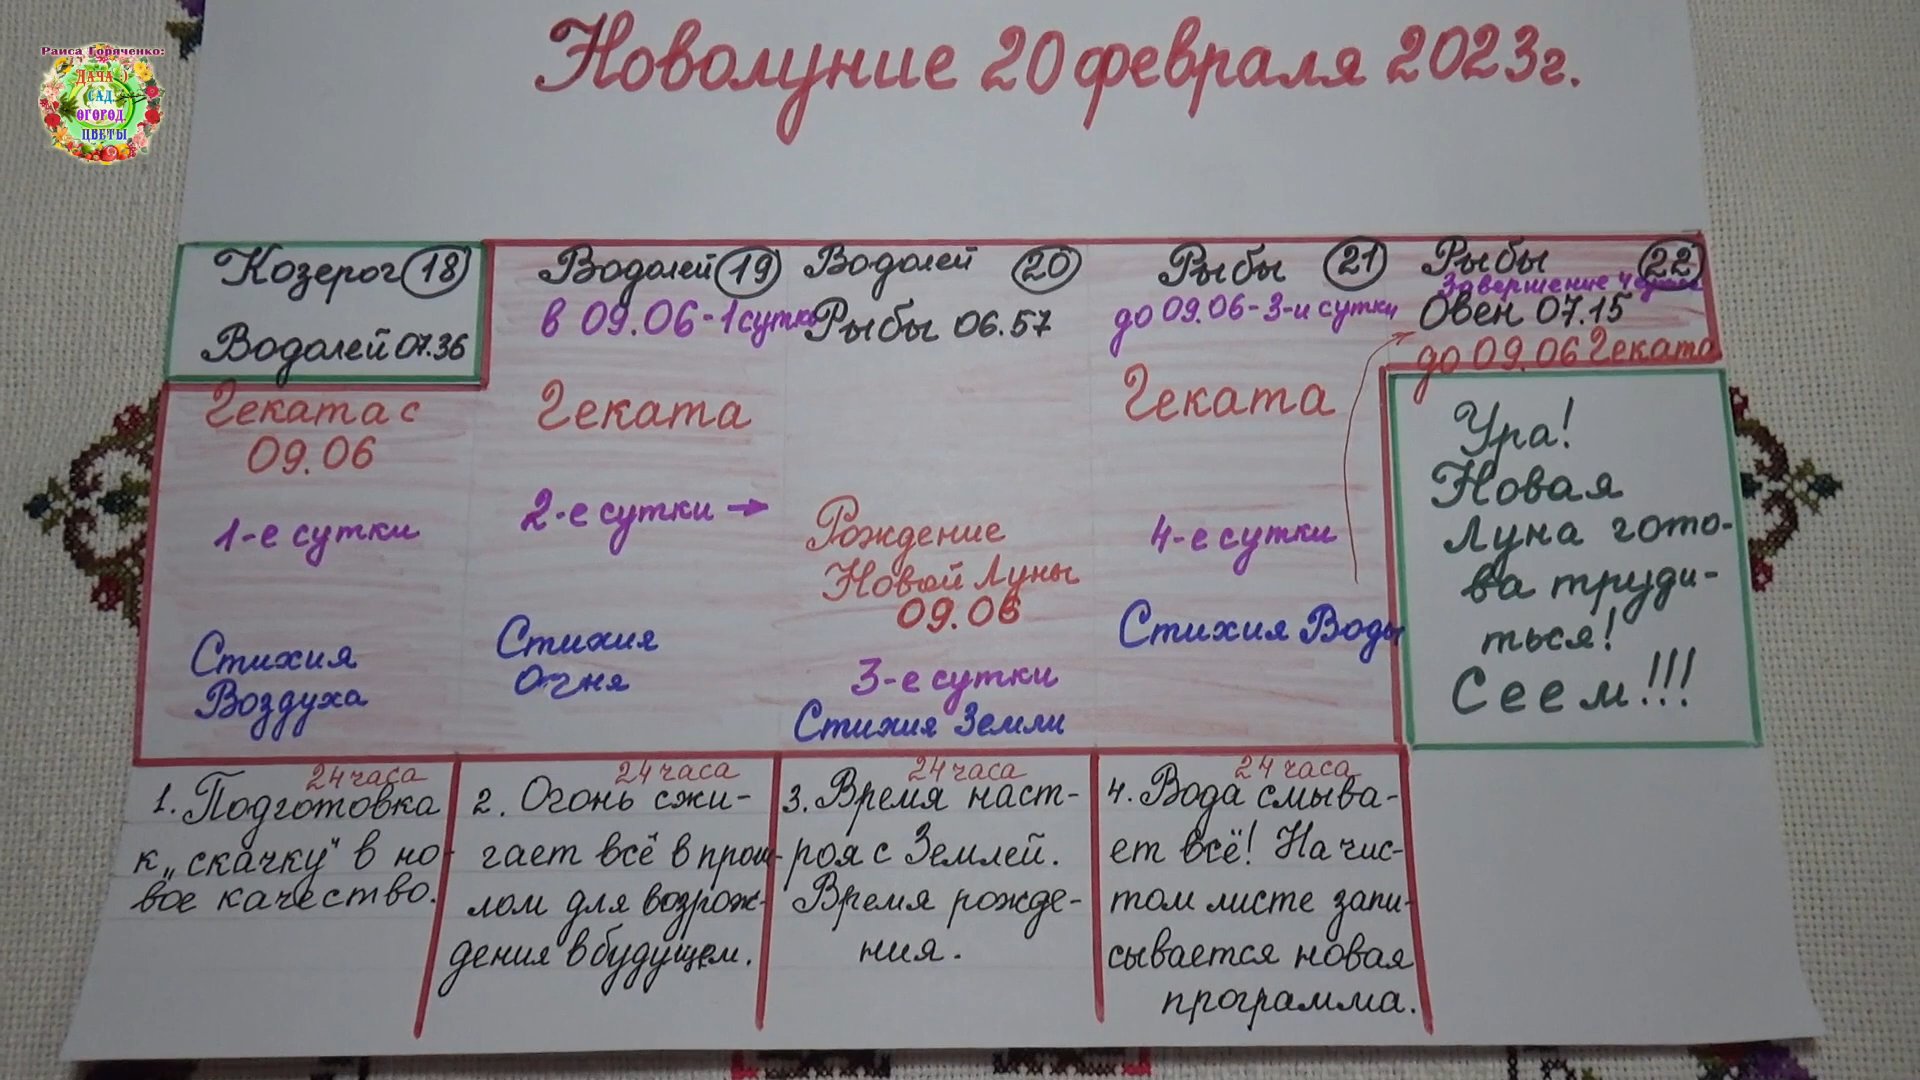 Раиса Горяченко:
ДАЧА
САД,
ОГОРОД,
ЦВЕТЫ
Новолуние 20 февраля 2023г.
Козерог 18
Водолей 07.36
Геката с
09.06
1-е сутки
Стихия
Воздуха
Водолей 19
в 09.06-1 сутки
Геката
2-е сутки →
Стихия
Огня
Водолей 20
Рыбы 06.57
Рождение
Новой Луны
09.06
3-е сутки
Стихия Земли
Рыбы 21
до 09.06-3-и сутки
Геката
4-е сутки
Стихия Воды
Рыбы 22
Завершение 4
Овен 07.15
до 09.06 Геката
Ура!
Новая
Луна гото-
ва труди-
ться!
Сеем!!!
24 часа
1. Подготовка
к „скачку" в но-
вое качество.
24 часа
2. Огонь сжи-
гает всё в прош-
лом для возрож-
дения в будущем.
24 часа
3. Время наст-
роя с Землей.
Время рожде-
ния.
24 часа
4. Вода смыва-
ет всё! На чис-
том листе запи-
сывается новая
программа.